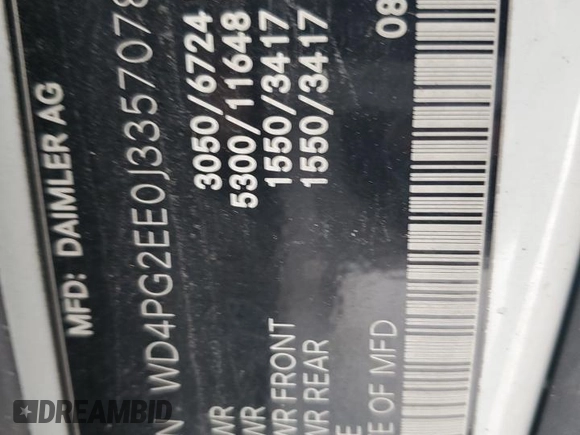 MFD: DAIMLER AG
N WD4PG2EE0J3357078
WR 3050/6724
WR 5300/11648
WR FRONT 1550/3417
WR REAR 1550/3417
E
E OF MFD 08
DREAMBID